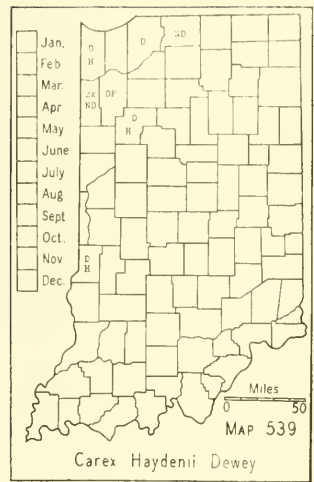 Jan.
Feb
Mar.
Apr
May
June
July
Aug
Sept
Oct.
Nov
Dec.
D
H
D
ND
ND
DP
D
H
D
H
Miles
0 50
MAP 539
Carex Haydenii Dewey